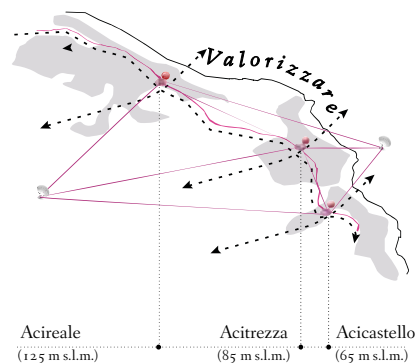 Valorizzare
Acireale Acitrezza Acicastello
(125 m s.l.m.) (85 m s.l.m.) (65 m s.l.m.)